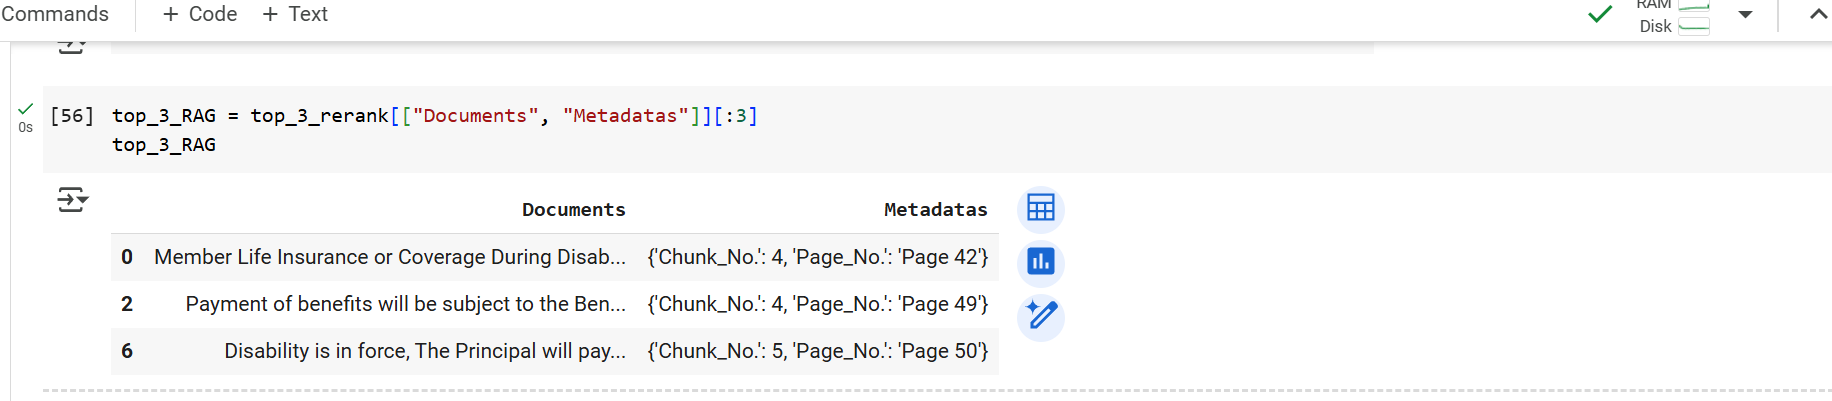 Commands + Code + Text RAM
Disk
[56] top_3_RAG = top_3_rerank[["Documents", "Metadatas"]][:3]
0s
top_3_RAG
Documents Metadatas
0 Member Life Insurance or Coverage During Disab... {'Chunk_No.': 4, 'Page_No.': 'Page 42'}
2 Payment of benefits will be subject to the Ben... {'Chunk_No.': 4, 'Page_No.': 'Page 49'}
6 Disability is in force, The Principal will pay... {'Chunk_No.': 5, 'Page_No.': 'Page 50'}